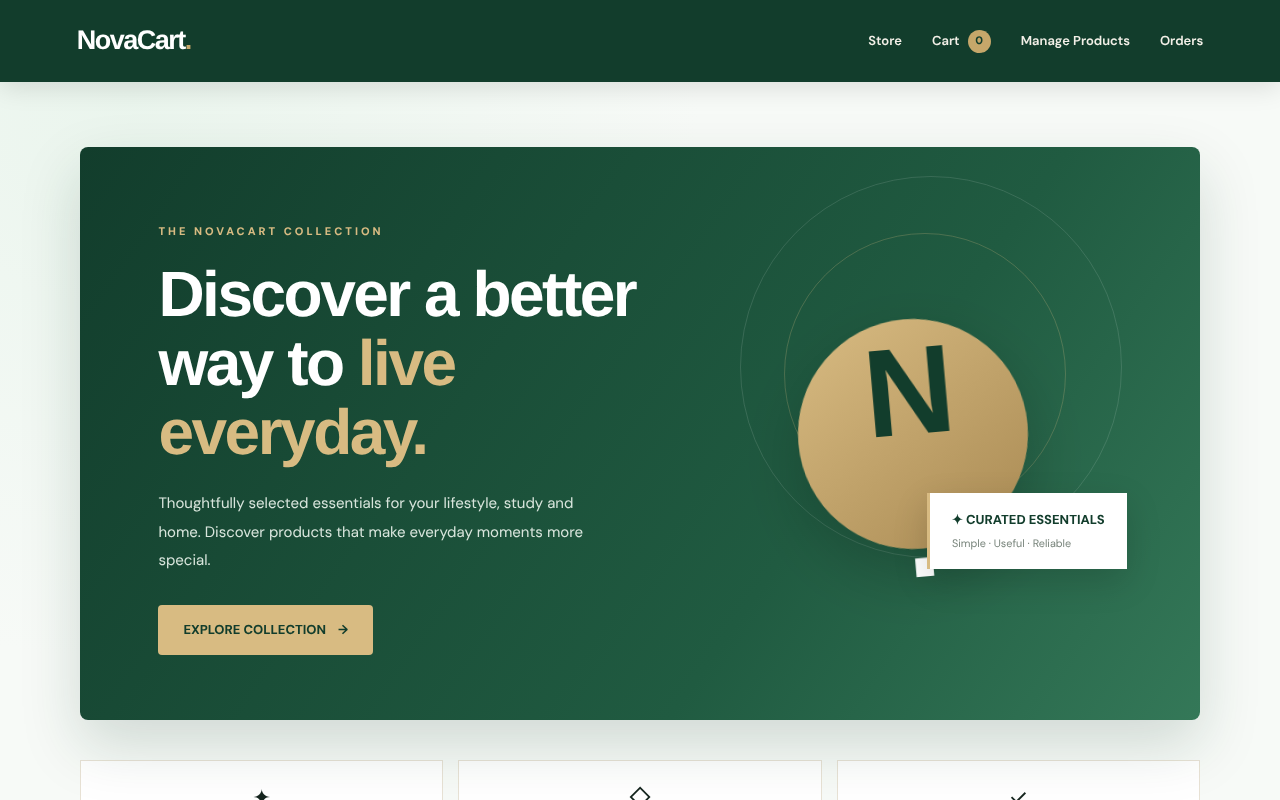 NovaCart.
Store
Cart 0
Manage Products
Orders
THE NOVACART COLLECTION
Discover a better
way to live
everyday.
Thoughtfully selected essentials for your lifestyle, study and
home. Discover products that make everyday moments more
special.
EXPLORE COLLECTION →
N
✦ CURATED ESSENTIALS
Simple · Useful · Reliable